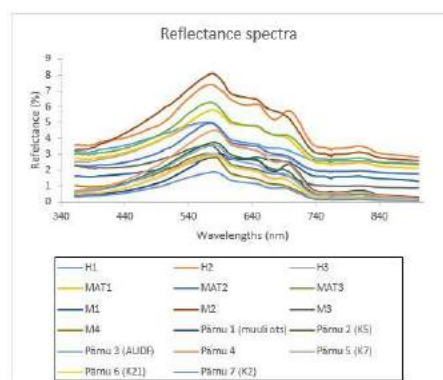 Reflectance spectra
9
8
7
6
5
4
3
2
1
0
Refelctance (%)
340 440 540 640 740 840
Wavelengths (nm)
H1 H2 H3
MAT1 MAT2 MAT3
M1 M2 M3
M4 Pärnu 1 (muuli ots) Pärnu 2 (K5)
Pärnu 3 (AUDF) Pärnu 4 Pärnu 5 (K7)
Pärnu 6 (K21) Pärnu 7 (K2)